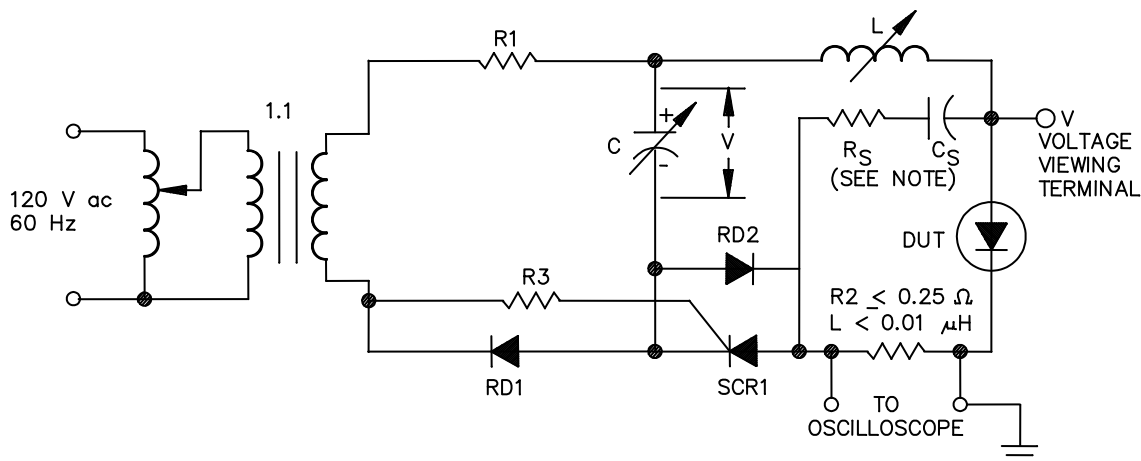 L
R1
1.1
+
C
V
-
V
VOLTAGE
VIEWING
TERMINAL
RS
(SEE NOTE)
CS
120 V ac
60 Hz
RD2
DUT
R3
R2 ≤ 0.25 Ω
L < 0.01 μH
RD1
SCR1
TO
OSCILLOSCOPE